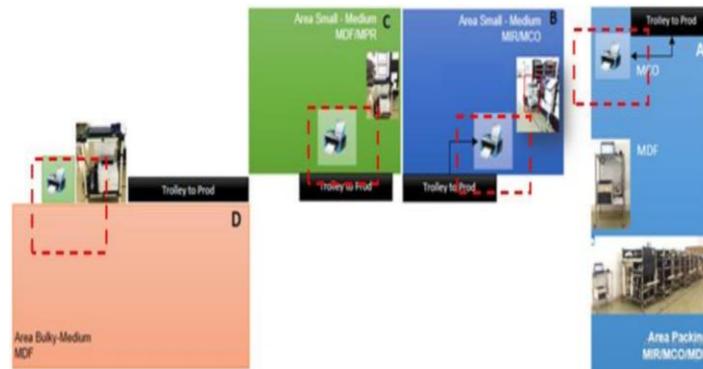 Area Small - Medium
MDF/MPR
C
Area Small - Medium
MIR/MCO
B
Trolley to Prod
A
MCO
MDF
Trolley to Prod
Trolley to Prod
Trolley to Prod
D
Area Bulky-Medium
MDF
Area Packin
MIR/MCO/MD